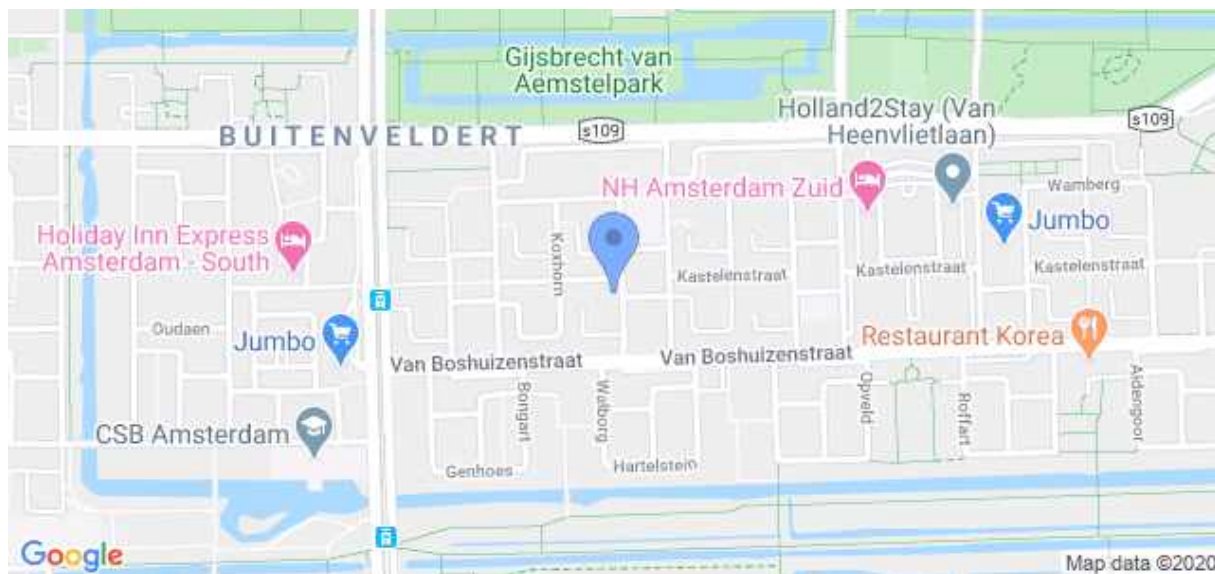 Gijsbrecht van
Aemstelpark
s109
BUITENVELDERT
Holland2Stay (Van
Heenvlietlaan)
s109
NH Amsterdam Zuid
Wamberg
Jumbo
Holiday Inn Express
Amsterdam - South
Koxhorn
Kastelenstraat
Kastelenstraat
Kastelenstraat
Oudaen
Jumbo
Van Boshuizenstraat
Van Boshuizenstraat
Restaurant Korea
Bongart
Walborg
Opveld
Roffart
Aldenpoor
CSB Amsterdam
Genhoes
Hartelstein
Google
Map data ©2020